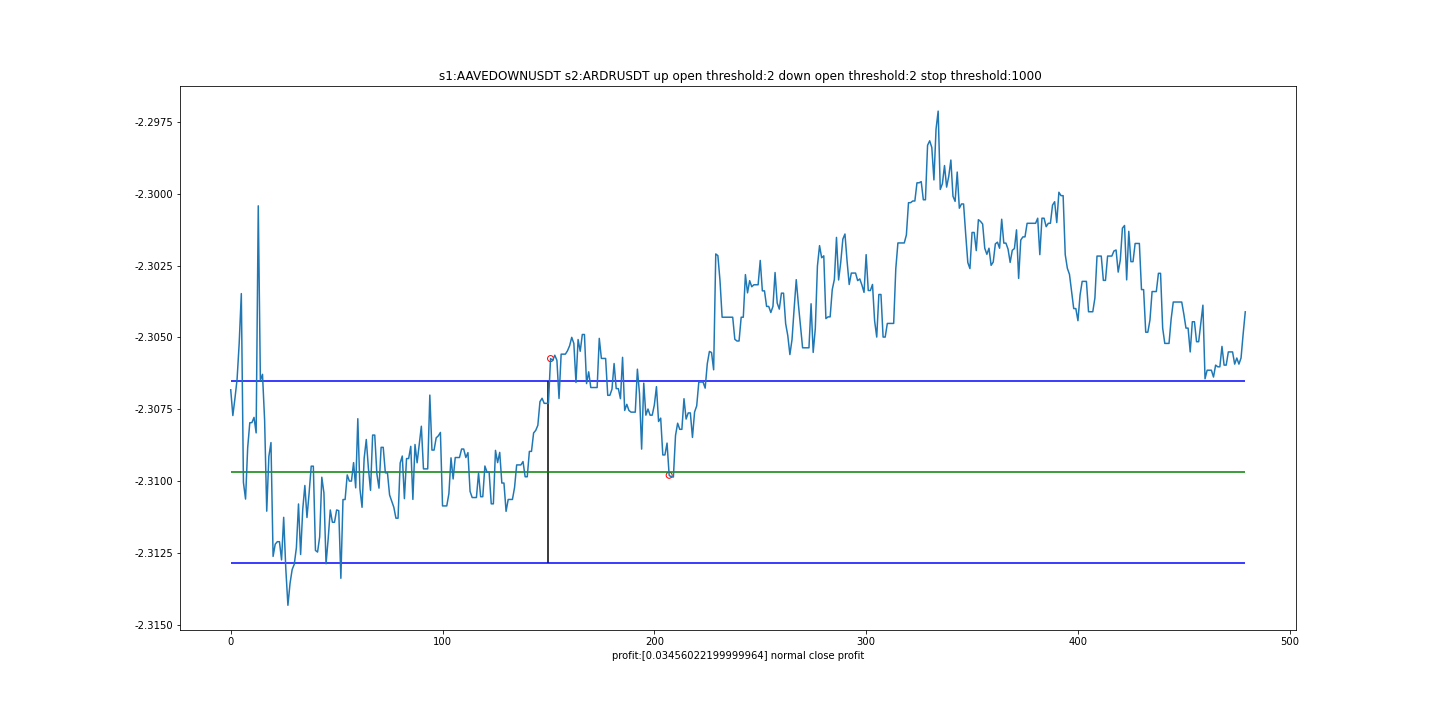 s1:AAVEDOWNUSDT s2:ARDRUSDT up open threshold:2 down open threshold:2 stop threshold:1000
-2.2975
-2.3000
-2.3025
-2.3050
-2.3075
-2.3100
-2.3125
-2.3150
0 100 200 300 400 500
profit:[0.03456022199999964] normal close profit